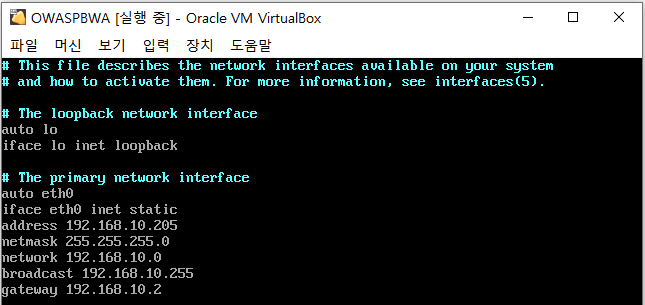 OWASPBWA [실행 중] - Oracle VM VirtualBox
파일 머신 보기 입력 장치 도움말
# This file describes the network interfaces available on your system
# and how to activate them. For more information, see interfaces(5).
# The loopback network interface
auto lo
iface lo inet loopback
# The primary network interface
auto eth0
iface eth0 inet static
address 192.168.10.205
netmask 255.255.255.0
network 192.168.10.0
broadcast 192.168.10.255
gateway 192.168.10.2